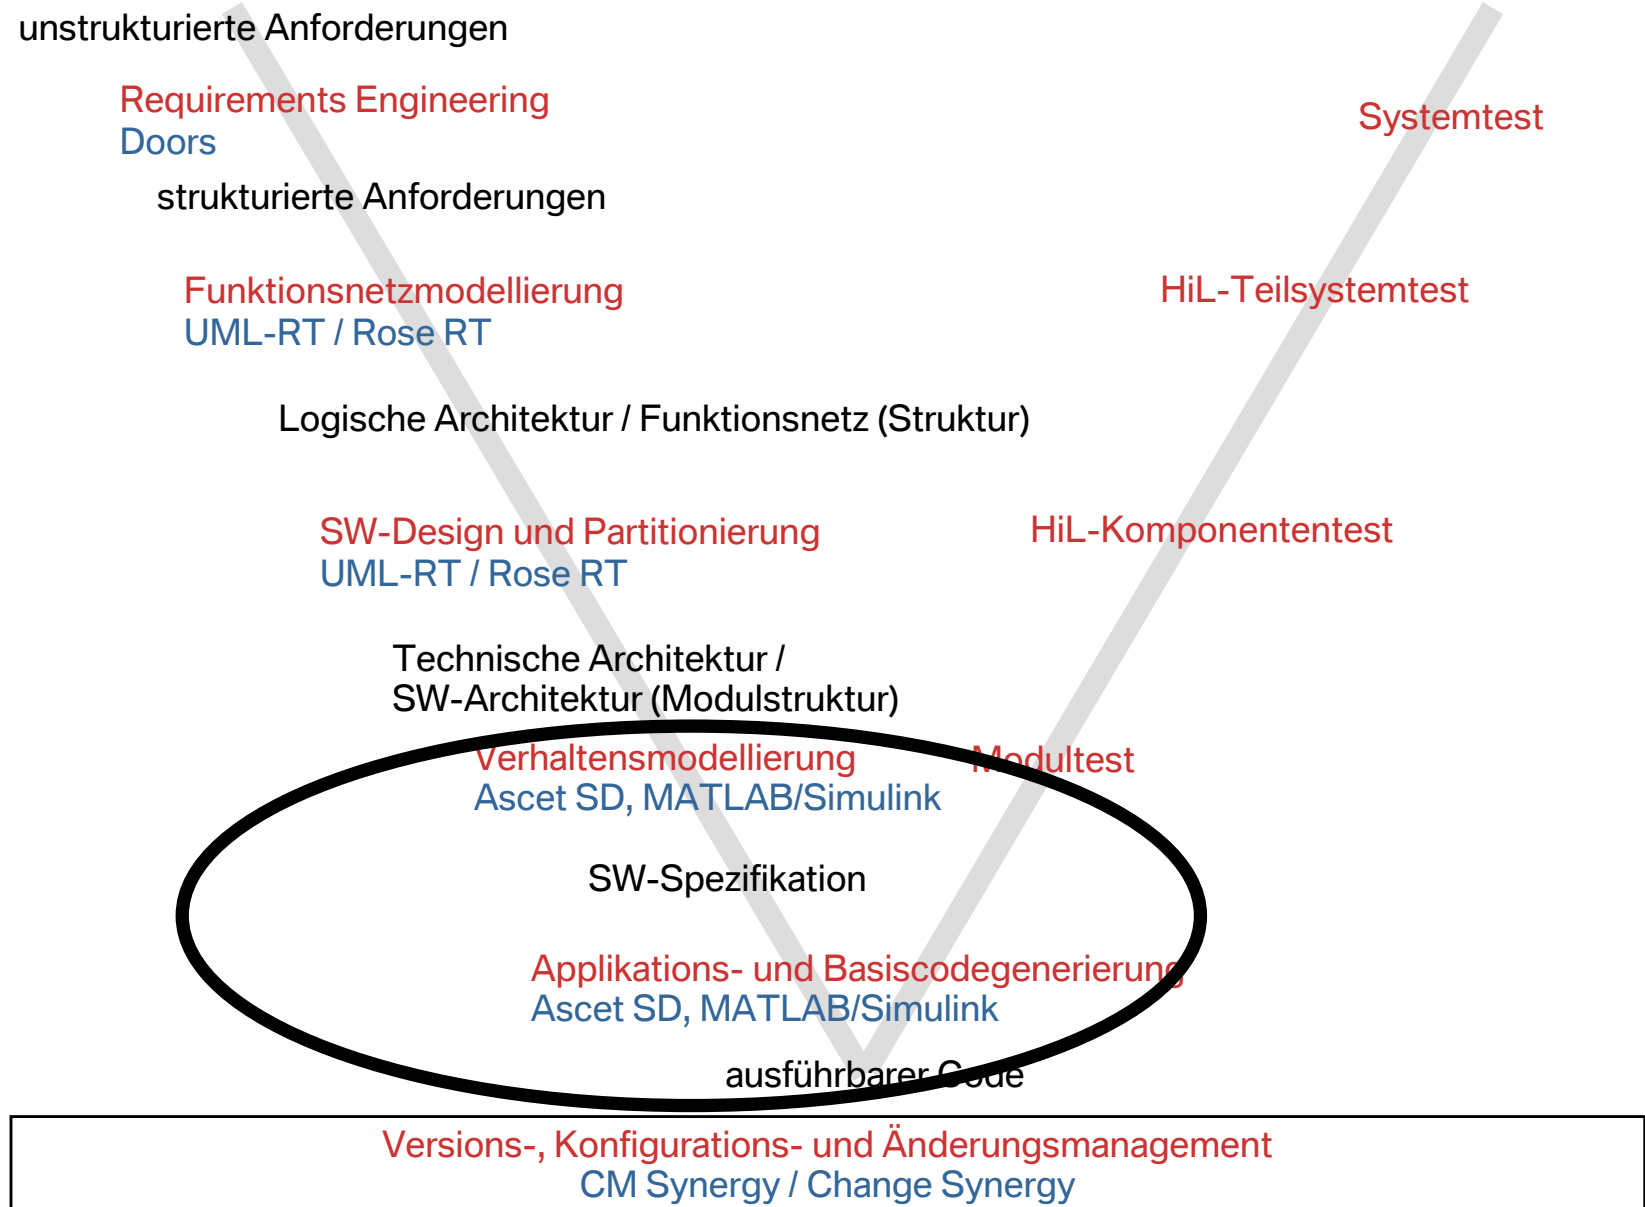 unstrukturierte Anforderungen
Requirements Engineering
Doors
Systemtest
strukturierte Anforderungen
Funktionsnetzmodellierung
UML-RT / Rose RT
HiL-Teilsystemtest
Logische Architektur / Funktionsnetz (Struktur)
SW-Design und Partitionierung
UML-RT / Rose RT
HiL-Komponententest
Technische Architektur /
SW-Architektur (Modulstruktur)
Verhaltensmodellierung
Ascet SD, MATLAB/Simulink
Modultest
SW-Spezifikation
Applikations- und Basiscodegenerierung
Ascet SD, MATLAB/Simulink
ausführbarer Code
Versions-, Konfigurations- und Änderungsmanagement
CM Synergy / Change Synergy